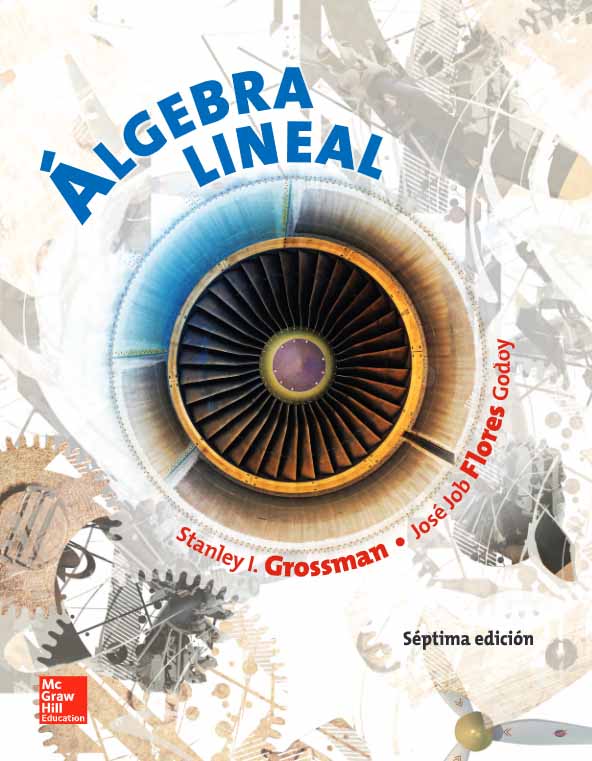 ÁLGEBRA
LINEAL
Stanley I. Grossman • José Job Flores Godoy
Séptima edición
Mc
Graw
Hill
Education